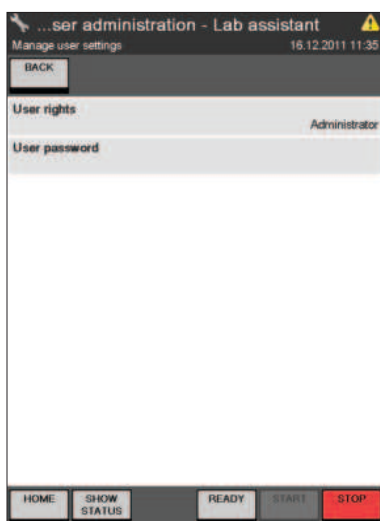 ...ser administration - Lab assistant
Manage user settings 16.12.2011 11:35
BACK
User rights
Administrator
User password
HOME SHOW STATUS READY START STOP